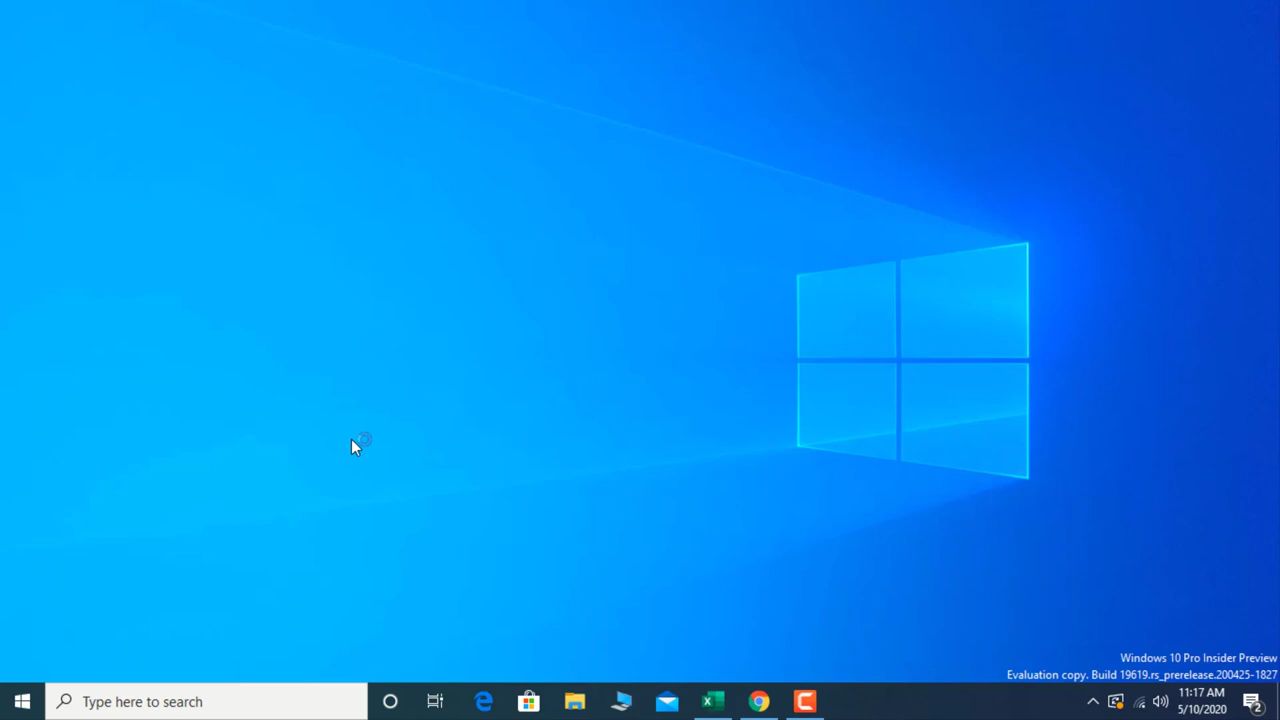 Windows 10 Pro Insider Preview
Evaluation copy. Build 19619.rs_prerelease.200425-1827
Type here to search
11:17 AM
5/10/2020
2